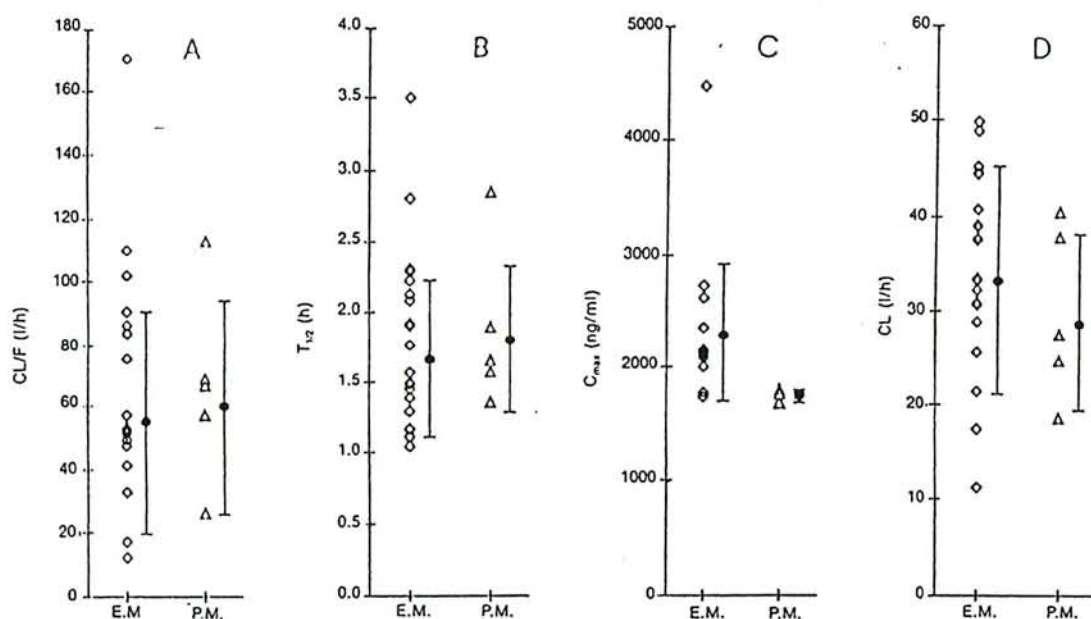 A
CL/F (l/h)
180
160
140
120
100
80
60
40
20
0
E.M
P.M.
B
T1/2 (h)
4.0
3.5
3.0
2.5
2.0
1.5
1.0
0.5
0.0
E.M.
P.M.
C
Cmax (ng/ml)
5000
4000
3000
2000
1000
0
E.M.
P.M.
D
CL (l/h)
60
50
40
30
20
10
0
E.M.
P.M.